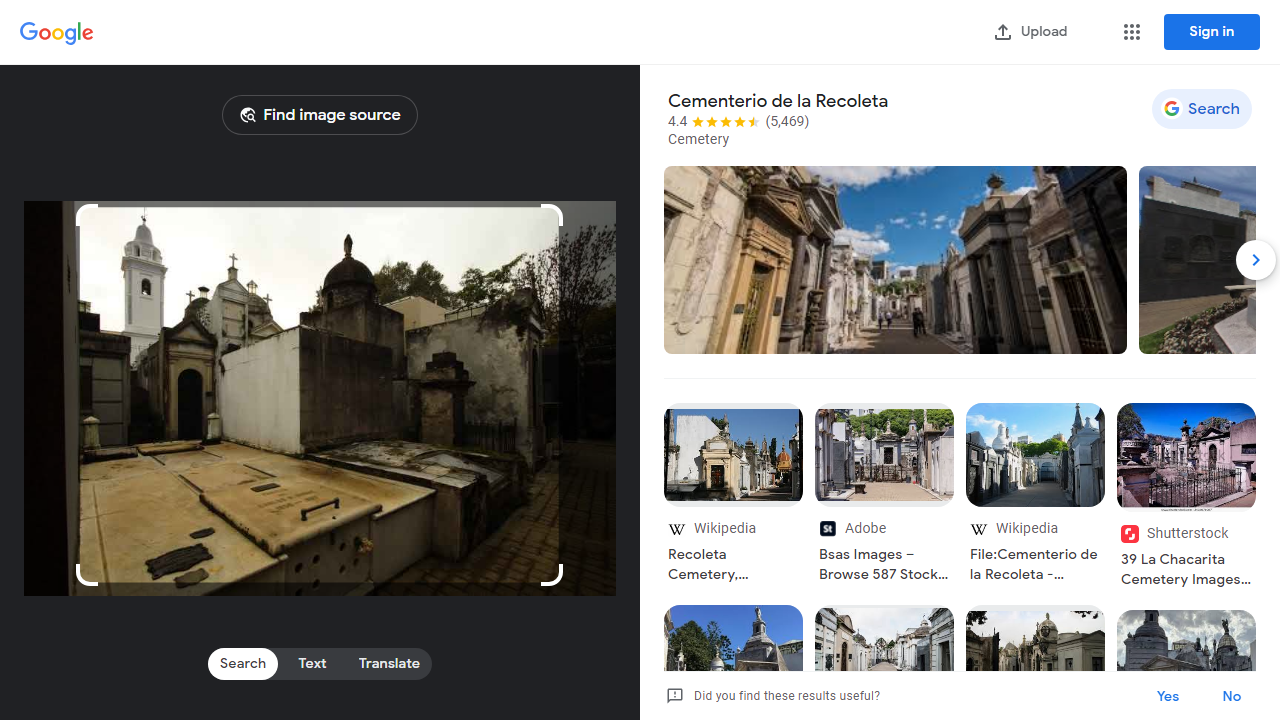 Google
Upload
Sign in
Find image source
Cementerio de la Recoleta
4.4 (5,469)
Cemetery
Search
Wikipedia
Recoleta
Cemetery,...
Adobe
Bsas Images –
Browse 587 Stock...
Wikipedia
File:Cementerio de
la Recoleta -...
Shutterstock
39 La Chacarita
Cemetery Images...
Search
Text
Translate
Did you find these results useful?
Yes
No